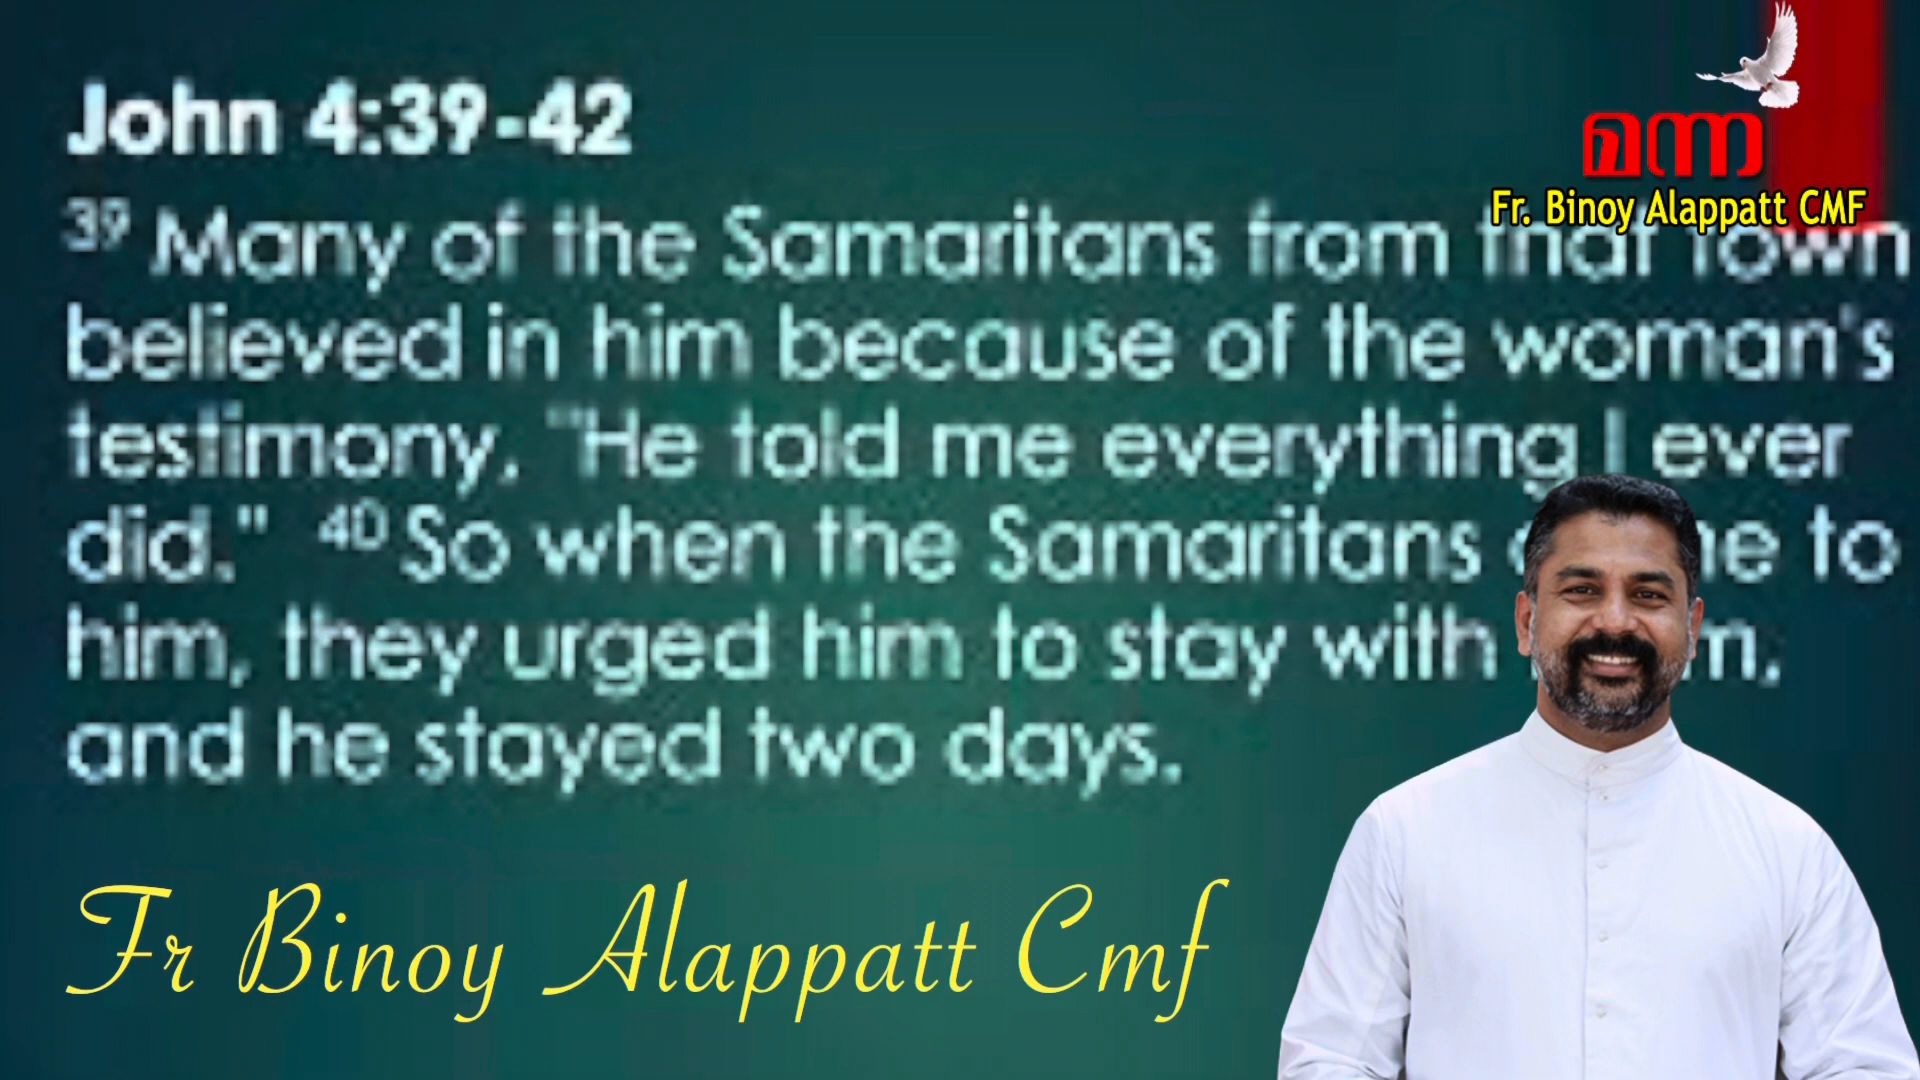 മന്ന
Fr. Binoy Alappatt CMF
John 4:39-42
39 Many of the Samaritans from that town
believed in him because of the woman's
testimony, "He told me everything I ever
did." 40 So when the Samaritans to
him, they urged him to stay with
and he stayed two days.
Fr Binoy Alappatt Cmf